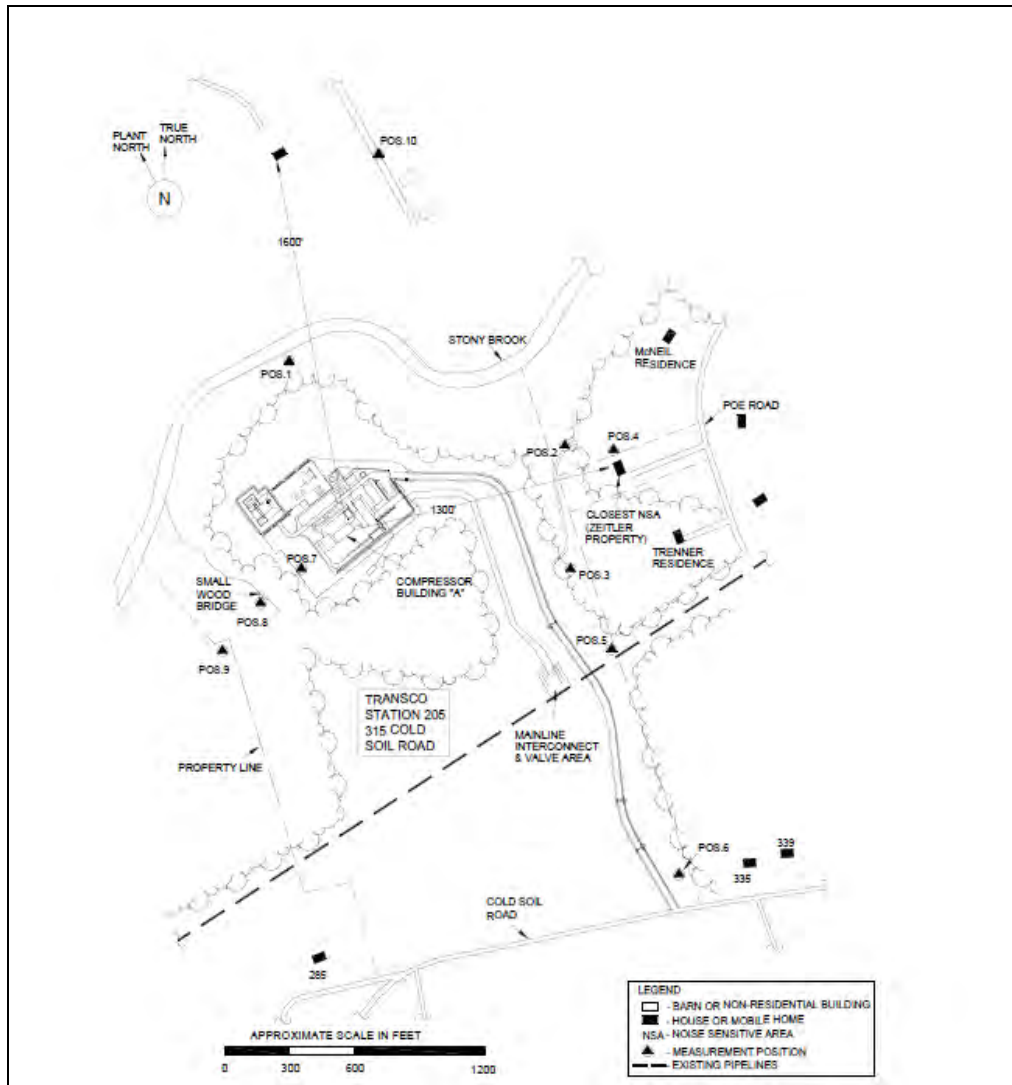 PLANT
NORTH
TRUE
NORTH
N
POS.10
1600'
STONY BROOK
McNEIL
RESIDENCE
POS.1
POE ROAD
POS.2
POS.4
1300'
CLOSEST NSA
(ZEITLER
PROPERTY)
TRENNER
RESIDENCE
POS.7
SMALL
WOOD
BRIDGE
COMPRESSOR
BUILDING "A"
POS.3
POS.8
POS.5
POS.9
TRANSCO
STATION 205
315 COLD
SOIL ROAD
MAINLINE
INTERCONNECT
& VALVE AREA
PROPERTY LINE
POS.6
339
335
COLD SOIL
ROAD
285
APPROXIMATE SCALE IN FEET
0 300 600 1200
LEGEND
- BARN OR NON-RESIDENTIAL BUILDING
- HOUSE OR MOBILE HOME
NSA - NOISE SENSITIVE AREA
- MEASUREMENT POSITION
- EXISTING PIPELINES